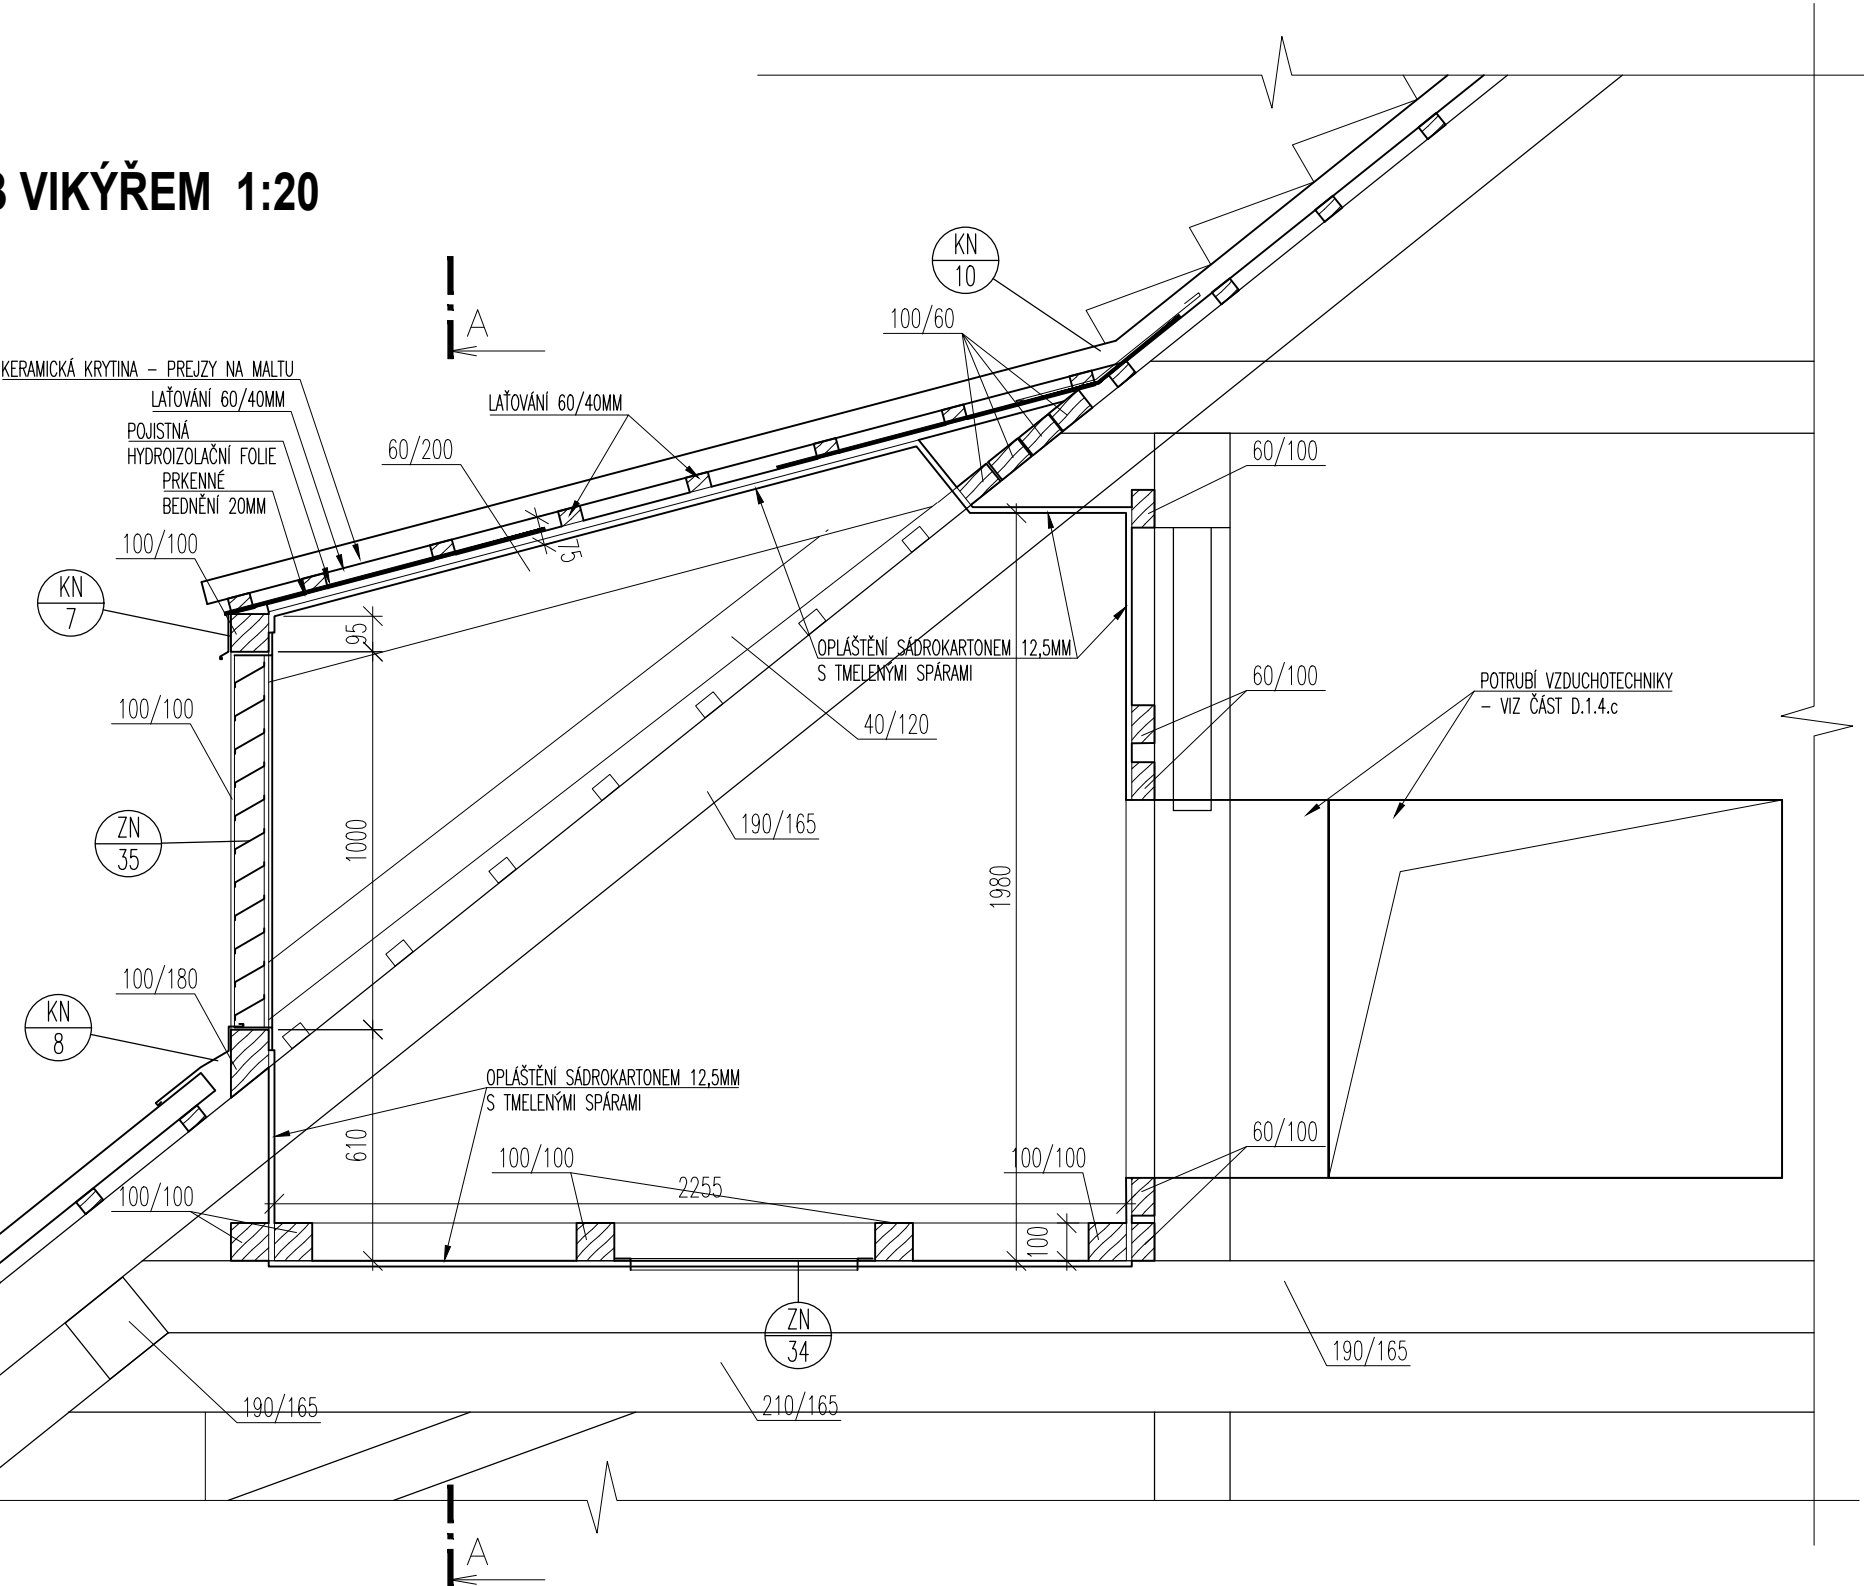 B VIKÝŘEM 1:20
KN
10
A
100/60
KERAMICKÁ KRYTINA – PREJZY NA MALTU
LAŤOVÁNÍ 60/40MM
LAŤOVÁNÍ 60/40MM
POJISTNÁ
HYDROIZOLAČNÍ FOLIE
60/200
60/100
PRKENNÉ
BEDNĚNÍ 20MM
100/100
75
KN
7
95
OPLÁŠTĚNÍ SÁDROKARTONEM 12,5MM
S TMELENÝMI SPÁRAMI
60/100
POTRUBÍ VZDUCHOTECHNIKY
– VIZ ČÁST D.1.4.c
100/100
40/120
190/165
ZN
35
1000
1980
100/180
KN
8
OPLÁŠTĚNÍ SÁDROKARTONEM 12,5MM
S TMELENÝMI SPÁRAMI
610
60/100
100/100
100/100
2255
100/100
100
ZN
34
190/165
190/165
210/165
A